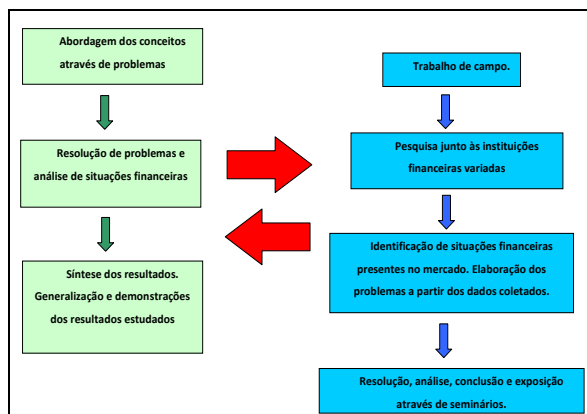 Abordagem dos conceitos
através de problemas
Resolução de problemas e
análise de situações financeiras
Síntese dos resultados.
Generalização e demonstrações
dos resultados estudados
Trabalho de campo.
Pesquisa junto às instituições
financeiras variadas
Identificação de situações financeiras
presentes no mercado. Elaboração dos
problemas a partir dos dados coletados.
Resolução, análise, conclusão e exposição
através de seminários.